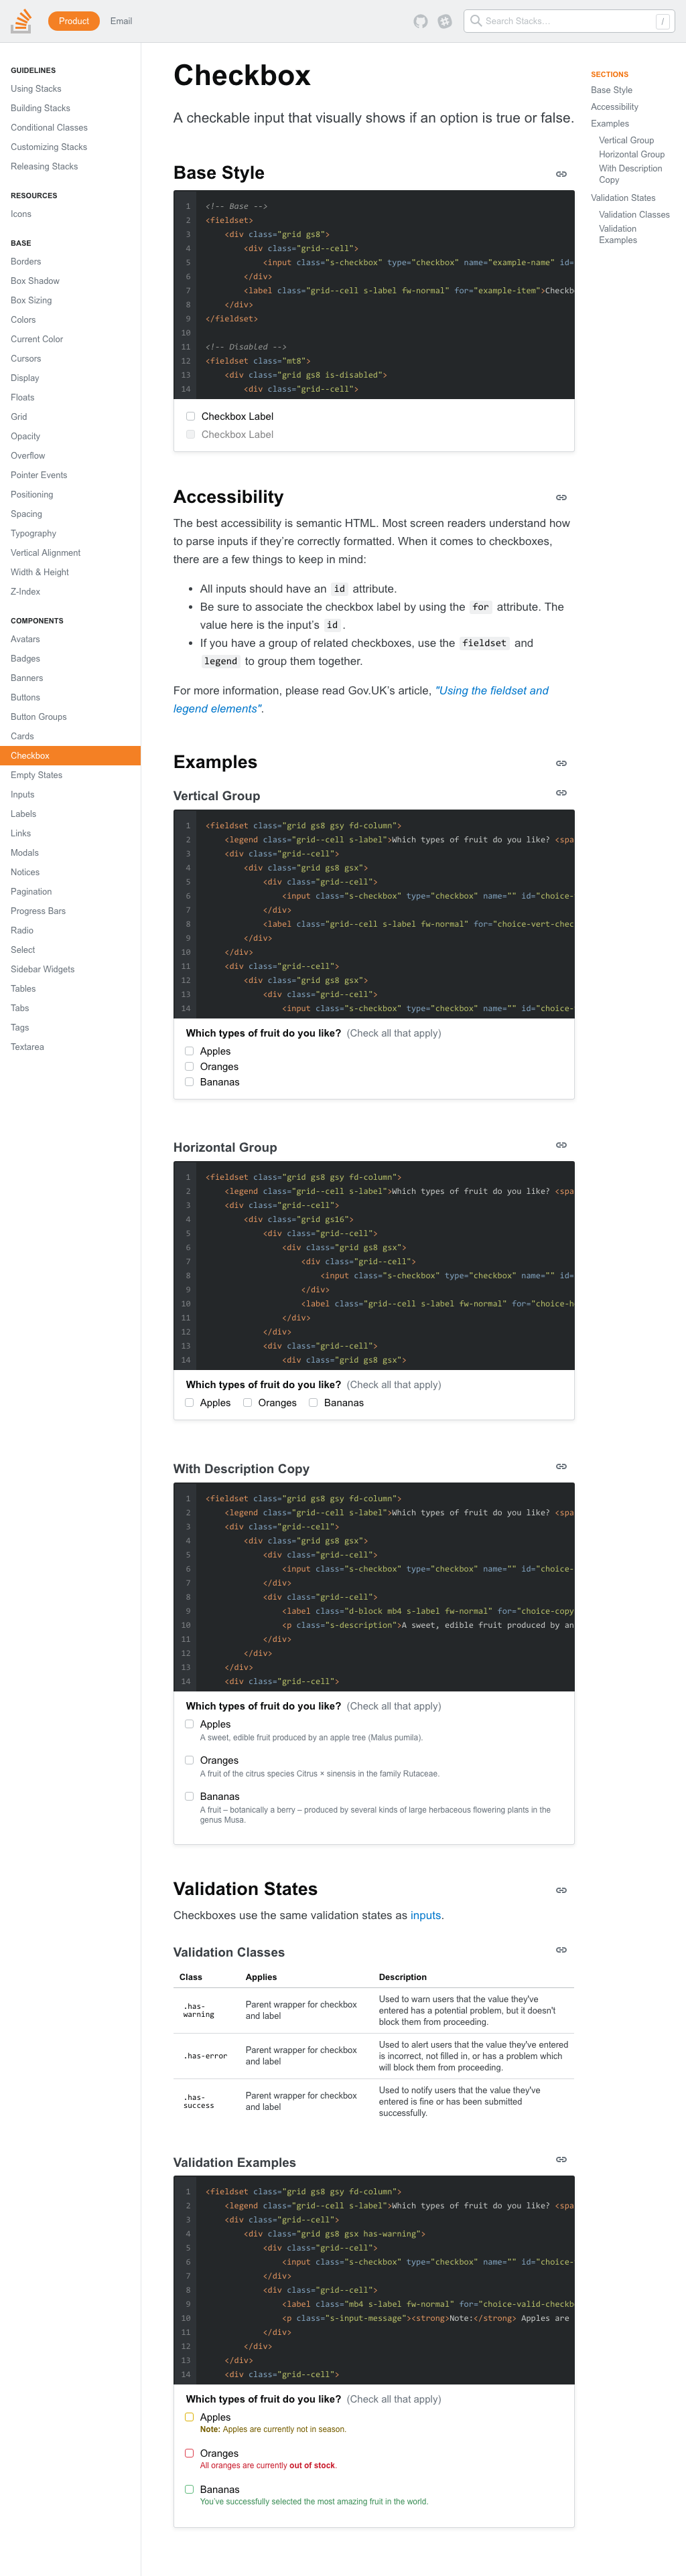 Product
Email
Search Stacks…
/
GUIDELINES
Using Stacks
Building Stacks
Conditional Classes
Customizing Stacks
Releasing Stacks
RESOURCES
Icons
BASE
Borders
Box Shadow
Box Sizing
Colors
Current Color
Cursors
Display
Floats
Grid
Opacity
Overflow
Pointer Events
Positioning
Spacing
Typography
Vertical Alignment
Width & Height
Z-Index
COMPONENTS
Avatars
Badges
Banners
Buttons
Button Groups
Cards
Checkbox
Empty States
Inputs
Labels
Links
Modals
Notices
Pagination
Progress Bars
Radio
Select
Sidebar Widgets
Tables
Tabs
Tags
Textarea
Checkbox
A checkable input that visually shows if an option is true or false.
Base Style
1 <!-- Base -->
2 <fieldset>
3 <div class="grid gs8">
4 <div class="grid--cell">
5 <input class="s-checkbox" type="checkbox" name="example-name" id=
6 </div>
7 <label class="grid--cell s-label fw-normal" for="example-item">Checkb
8 </div>
9 </fieldset>
10
11 <!-- Disabled -->
12 <fieldset class="mt8">
13 <div class="grid gs8 is-disabled">
14 <div class="grid--cell">
Checkbox Label
Checkbox Label
Accessibility
The best accessibility is semantic HTML. Most screen readers understand how
to parse inputs if they’re correctly formatted. When it comes to checkboxes,
there are a few things to keep in mind:
• All inputs should have an id attribute.
• Be sure to associate the checkbox label by using the for attribute. The
value here is the input’s id .
• If you have a group of related checkboxes, use the fieldset and
legend to group them together.
For more information, please read Gov.UK’s article, "Using the fieldset and
legend elements".
Examples
Vertical Group
1 <fieldset class="grid gs8 gsy fd-column">
2 <legend class="grid--cell s-label">Which types of fruit do you like? <spa
3 <div class="grid--cell">
4 <div class="grid gs8 gsx">
5 <div class="grid--cell">
6 <input class="s-checkbox" type="checkbox" name="" id="choice-
7 </div>
8 <label class="grid--cell s-label fw-normal" for="choice-vert-chec
9 </div>
10 </div>
11 <div class="grid--cell">
12 <div class="grid gs8 gsx">
13 <div class="grid--cell">
14 <input class="s-checkbox" type="checkbox" name="" id="choice-
Which types of fruit do you like? (Check all that apply)
Apples
Oranges
Bananas
Horizontal Group
1 <fieldset class="grid gs8 gsy fd-column">
2 <legend class="grid--cell s-label">Which types of fruit do you like? <spa
3 <div class="grid--cell">
4 <div class="grid gs16">
5 <div class="grid--cell">
6 <div class="grid gs8 gsx">
7 <div class="grid--cell">
8 <input class="s-checkbox" type="checkbox" name="" id=
9 </div>
10 <label class="grid--cell s-label fw-normal" for="choice-h
11 </div>
12 </div>
13 <div class="grid--cell">
14 <div class="grid gs8 gsx">
Which types of fruit do you like? (Check all that apply)
Apples Oranges Bananas
With Description Copy
1 <fieldset class="grid gs8 gsy fd-column">
2 <legend class="grid--cell s-label">Which types of fruit do you like? <spa
3 <div class="grid--cell">
4 <div class="grid gs8 gsx">
5 <div class="grid--cell">
6 <input class="s-checkbox" type="checkbox" name="" id="choice-
7 </div>
8 <div class="grid--cell">
9 <label class="d-block mb4 s-label fw-normal" for="choice-copy
10 <p class="s-description">A sweet, edible fruit produced by an
11 </div>
12 </div>
13 </div>
14 <div class="grid--cell">
Which types of fruit do you like? (Check all that apply)
Apples
A sweet, edible fruit produced by an apple tree (Malus pumila).
Oranges
A fruit of the citrus species Citrus × sinensis in the family Rutaceae.
Bananas
A fruit – botanically a berry – produced by several kinds of large herbaceous flowering plants in the
genus Musa.
Validation States
Checkboxes use the same validation states as inputs.
Validation Classes
Class Applies Description
.has-
warning
Parent wrapper for checkbox
and label
Used to warn users that the value they've
entered has a potential problem, but it doesn't
block them from proceeding.
.has-error
Parent wrapper for checkbox
and label
Used to alert users that the value they've entered
is incorrect, not filled in, or has a problem which
will block them from proceeding.
.has-
success
Parent wrapper for checkbox
and label
Used to notify users that the value they've
entered is fine or has been submitted
successfully.
Validation Examples
1 <fieldset class="grid gs8 gsy fd-column">
2 <legend class="grid--cell s-label">Which types of fruit do you like? <spa
3 <div class="grid--cell">
4 <div class="grid gs8 gsx has-warning">
5 <div class="grid--cell">
6 <input class="s-checkbox" type="checkbox" name="" id="choice-
7 </div>
8 <div class="grid--cell">
9 <label class="mb4 s-label fw-normal" for="choice-valid-checkb
10 <p class="s-input-message"><strong>Note:</strong> Apples are
11 </div>
12 </div>
13 </div>
14 <div class="grid--cell">
Which types of fruit do you like? (Check all that apply)
Apples
Note: Apples are currently not in season.
Oranges
All oranges are currently out of stock.
Bananas
You’ve successfully selected the most amazing fruit in the world.
SECTIONS
Base Style
Accessibility
Examples
Vertical Group
Horizontal Group
With Description
Copy
Validation States
Validation Classes
Validation
Examples